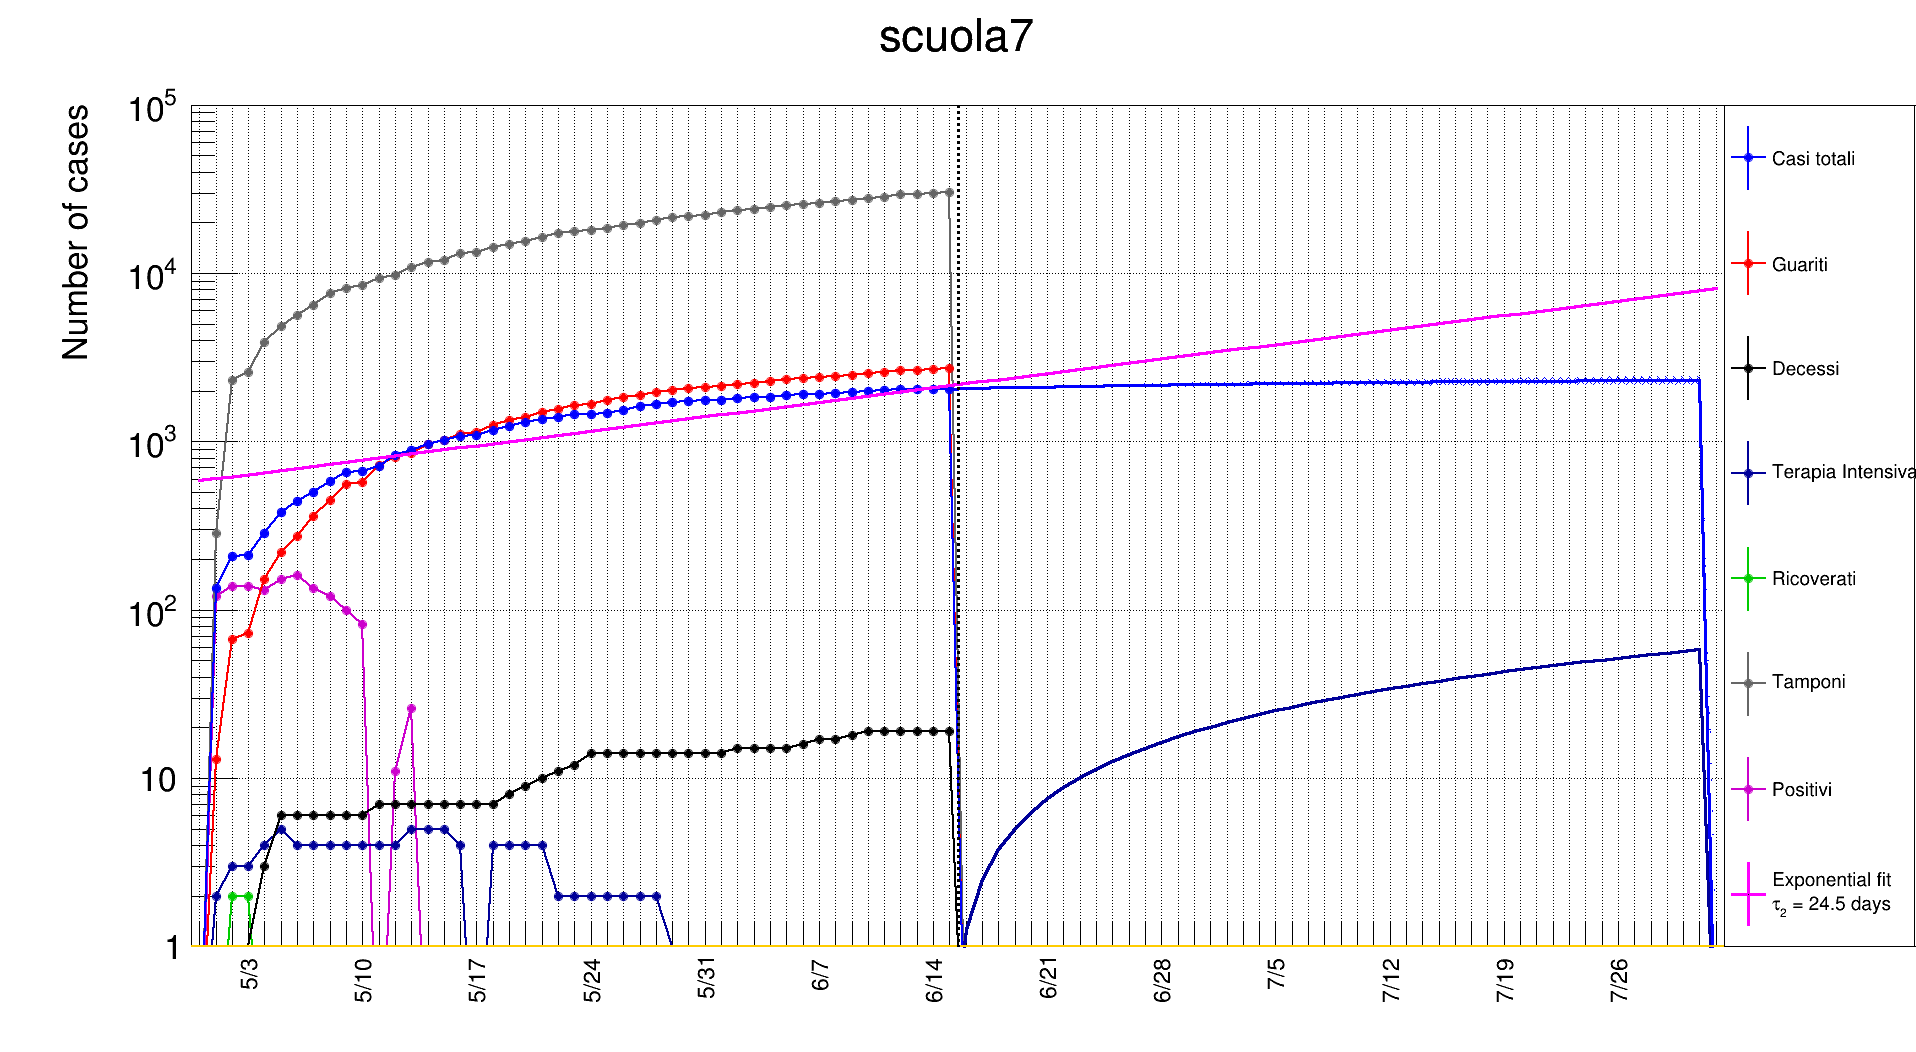 scuola7
Number of cases
10^5
10^4
10^3
10^2
10
1
5/3
5/10
5/17
5/24
5/31
6/7
6/14
6/21
6/28
7/5
7/12
7/19
7/26
Casi totali
Guariti
Decessi
Terapia Intensiva
Ricoverati
Tamponi
Positivi
Exponential fit
τ₂ = 24.5 days